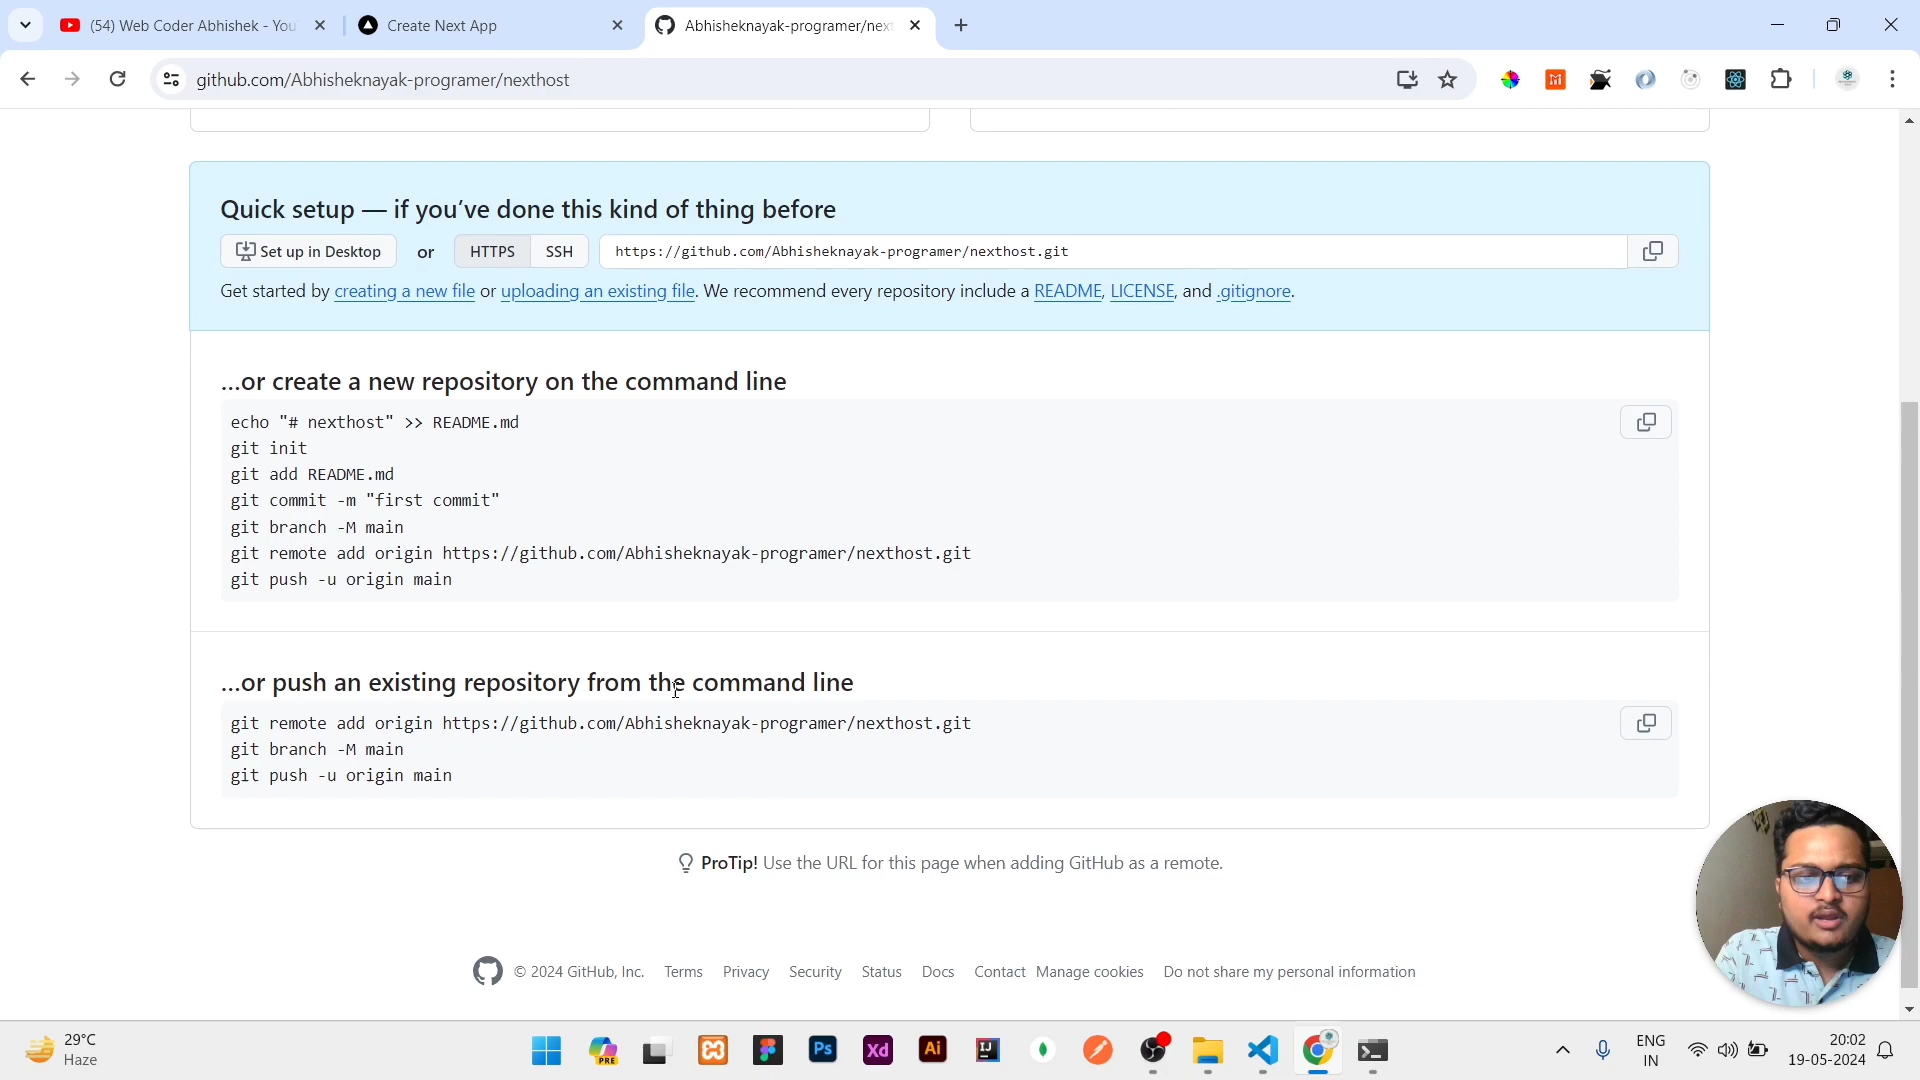 (54) Web Coder Abhishek - You
Create Next App
Abhisheknayak-programer/next
github.com/Abhisheknayak-programer/nexthost
Quick setup — if you've done this kind of thing before
Set up in Desktop or HTTPS SSH https://github.com/Abhisheknayak-programer/nexthost.git
Get started by creating a new file or uploading an existing file. We recommend every repository include a README, LICENSE, and .gitignore.
...or create a new repository on the command line
echo "# nexthost" >> README.md
git init
git add README.md
git commit -m "first commit"
git branch -M main
git remote add origin https://github.com/Abhisheknayak-programer/nexthost.git
git push -u origin main
...or push an existing repository from the command line
git remote add origin https://github.com/Abhisheknayak-programer/nexthost.git
git branch -M main
git push -u origin main
ProTip! Use the URL for this page when adding GitHub as a remote.
© 2024 GitHub, Inc. Terms Privacy Security Status Docs Contact Manage cookies Do not share my personal information
29°C
Haze
PRE
Ps
Xd
Ai
IJ
ENG
IN
20:02
19-05-2024